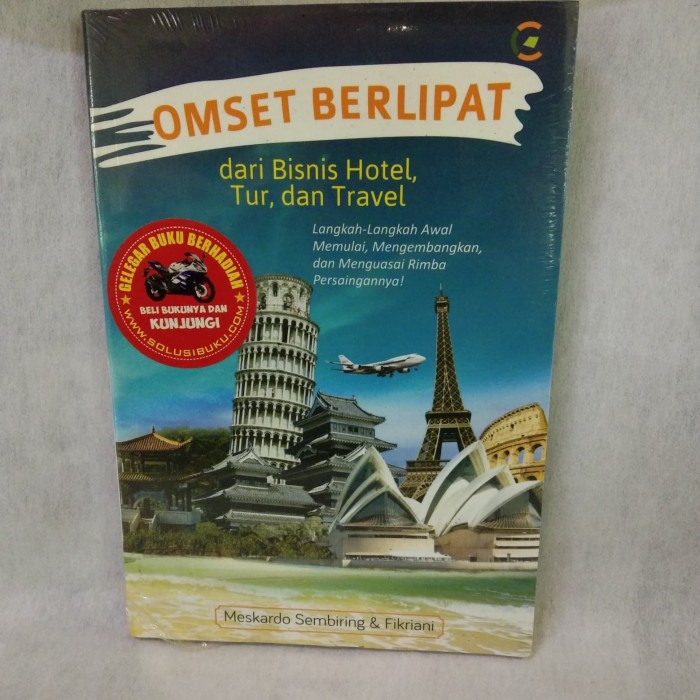 OMSET BERLIPAT
dari Bisnis Hotel,
Tur, dan Travel
Langkah-Langkah Awal
Memulai, Mengembangkan,
dan Menguasai Rimba
Persaingannya!
GELEGAR BUKU BERHADIAH
BELI BUKUNYA DAN
KUNJUNGI
WWW.SOLUSIBUKU.COM
Meskardo Sembiring & Fikriani